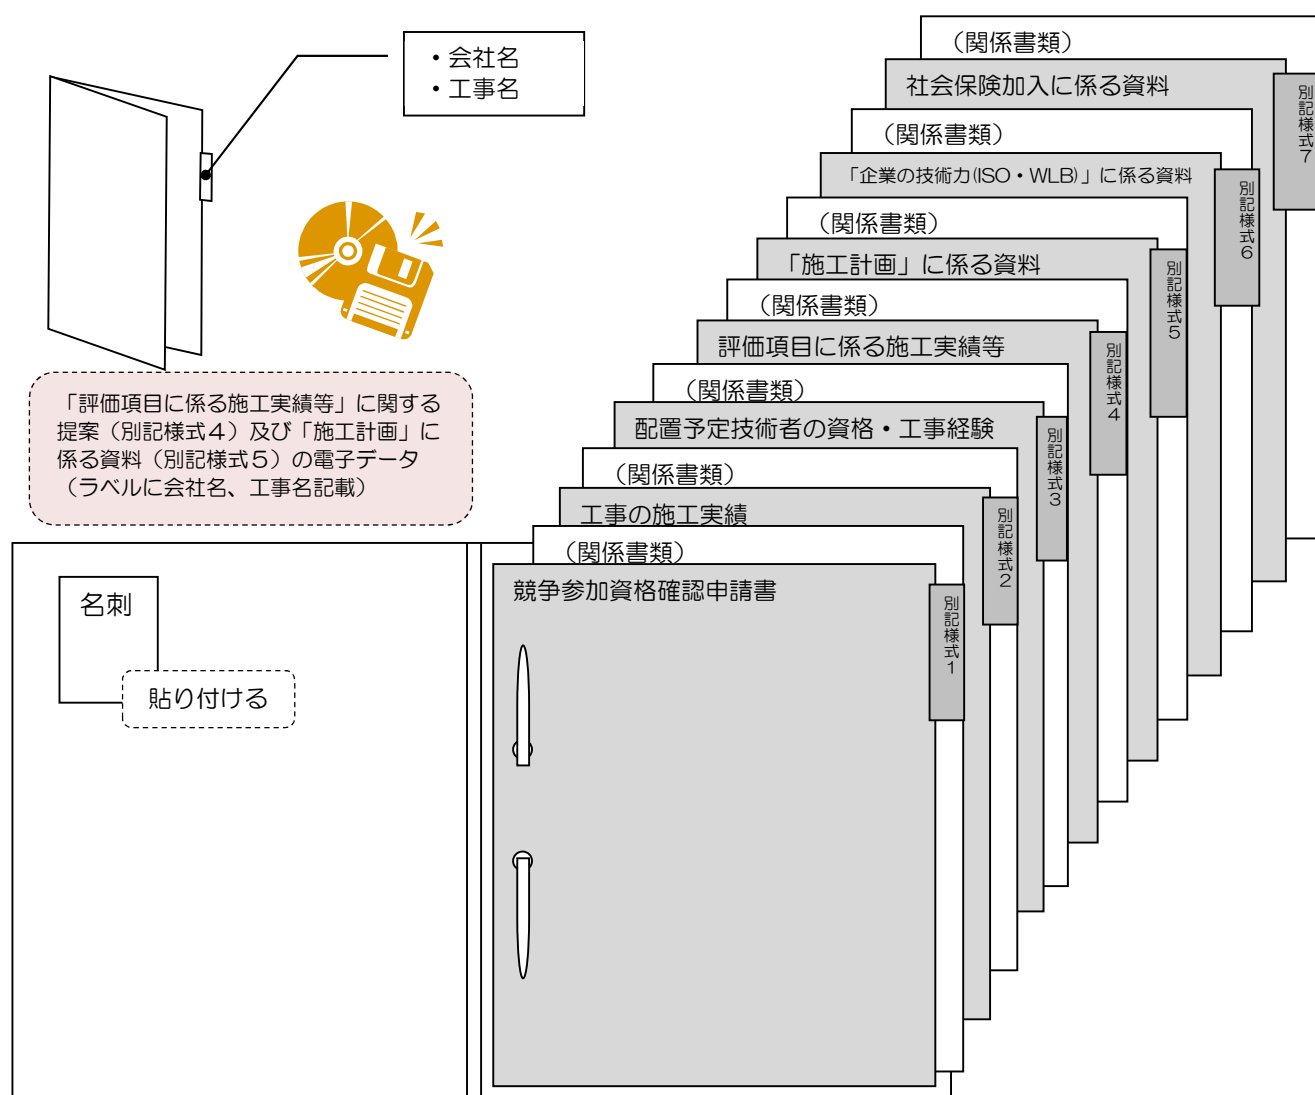 ・会社名
・工事名
「評価項目に係る施工実績等」に関する
提案（別記様式４）及び「施工計画」に
係る資料（別記様式５）の電子データ
（ラベルに会社名、工事名記載）
名刺
貼り付ける
（関係書類）
社会保険加入に係る資料
別記様式７
（関係書類）
「企業の技術力(ISO・WLB)」に係る資料
別記様式６
（関係書類）
「施工計画」に係る資料
別記様式５
（関係書類）
評価項目に係る施工実績等
別記様式４
（関係書類）
配置予定技術者の資格・工事経験
別記様式３
（関係書類）
工事の施工実績
別記様式２
（関係書類）
競争参加資格確認申請書
別記様式１